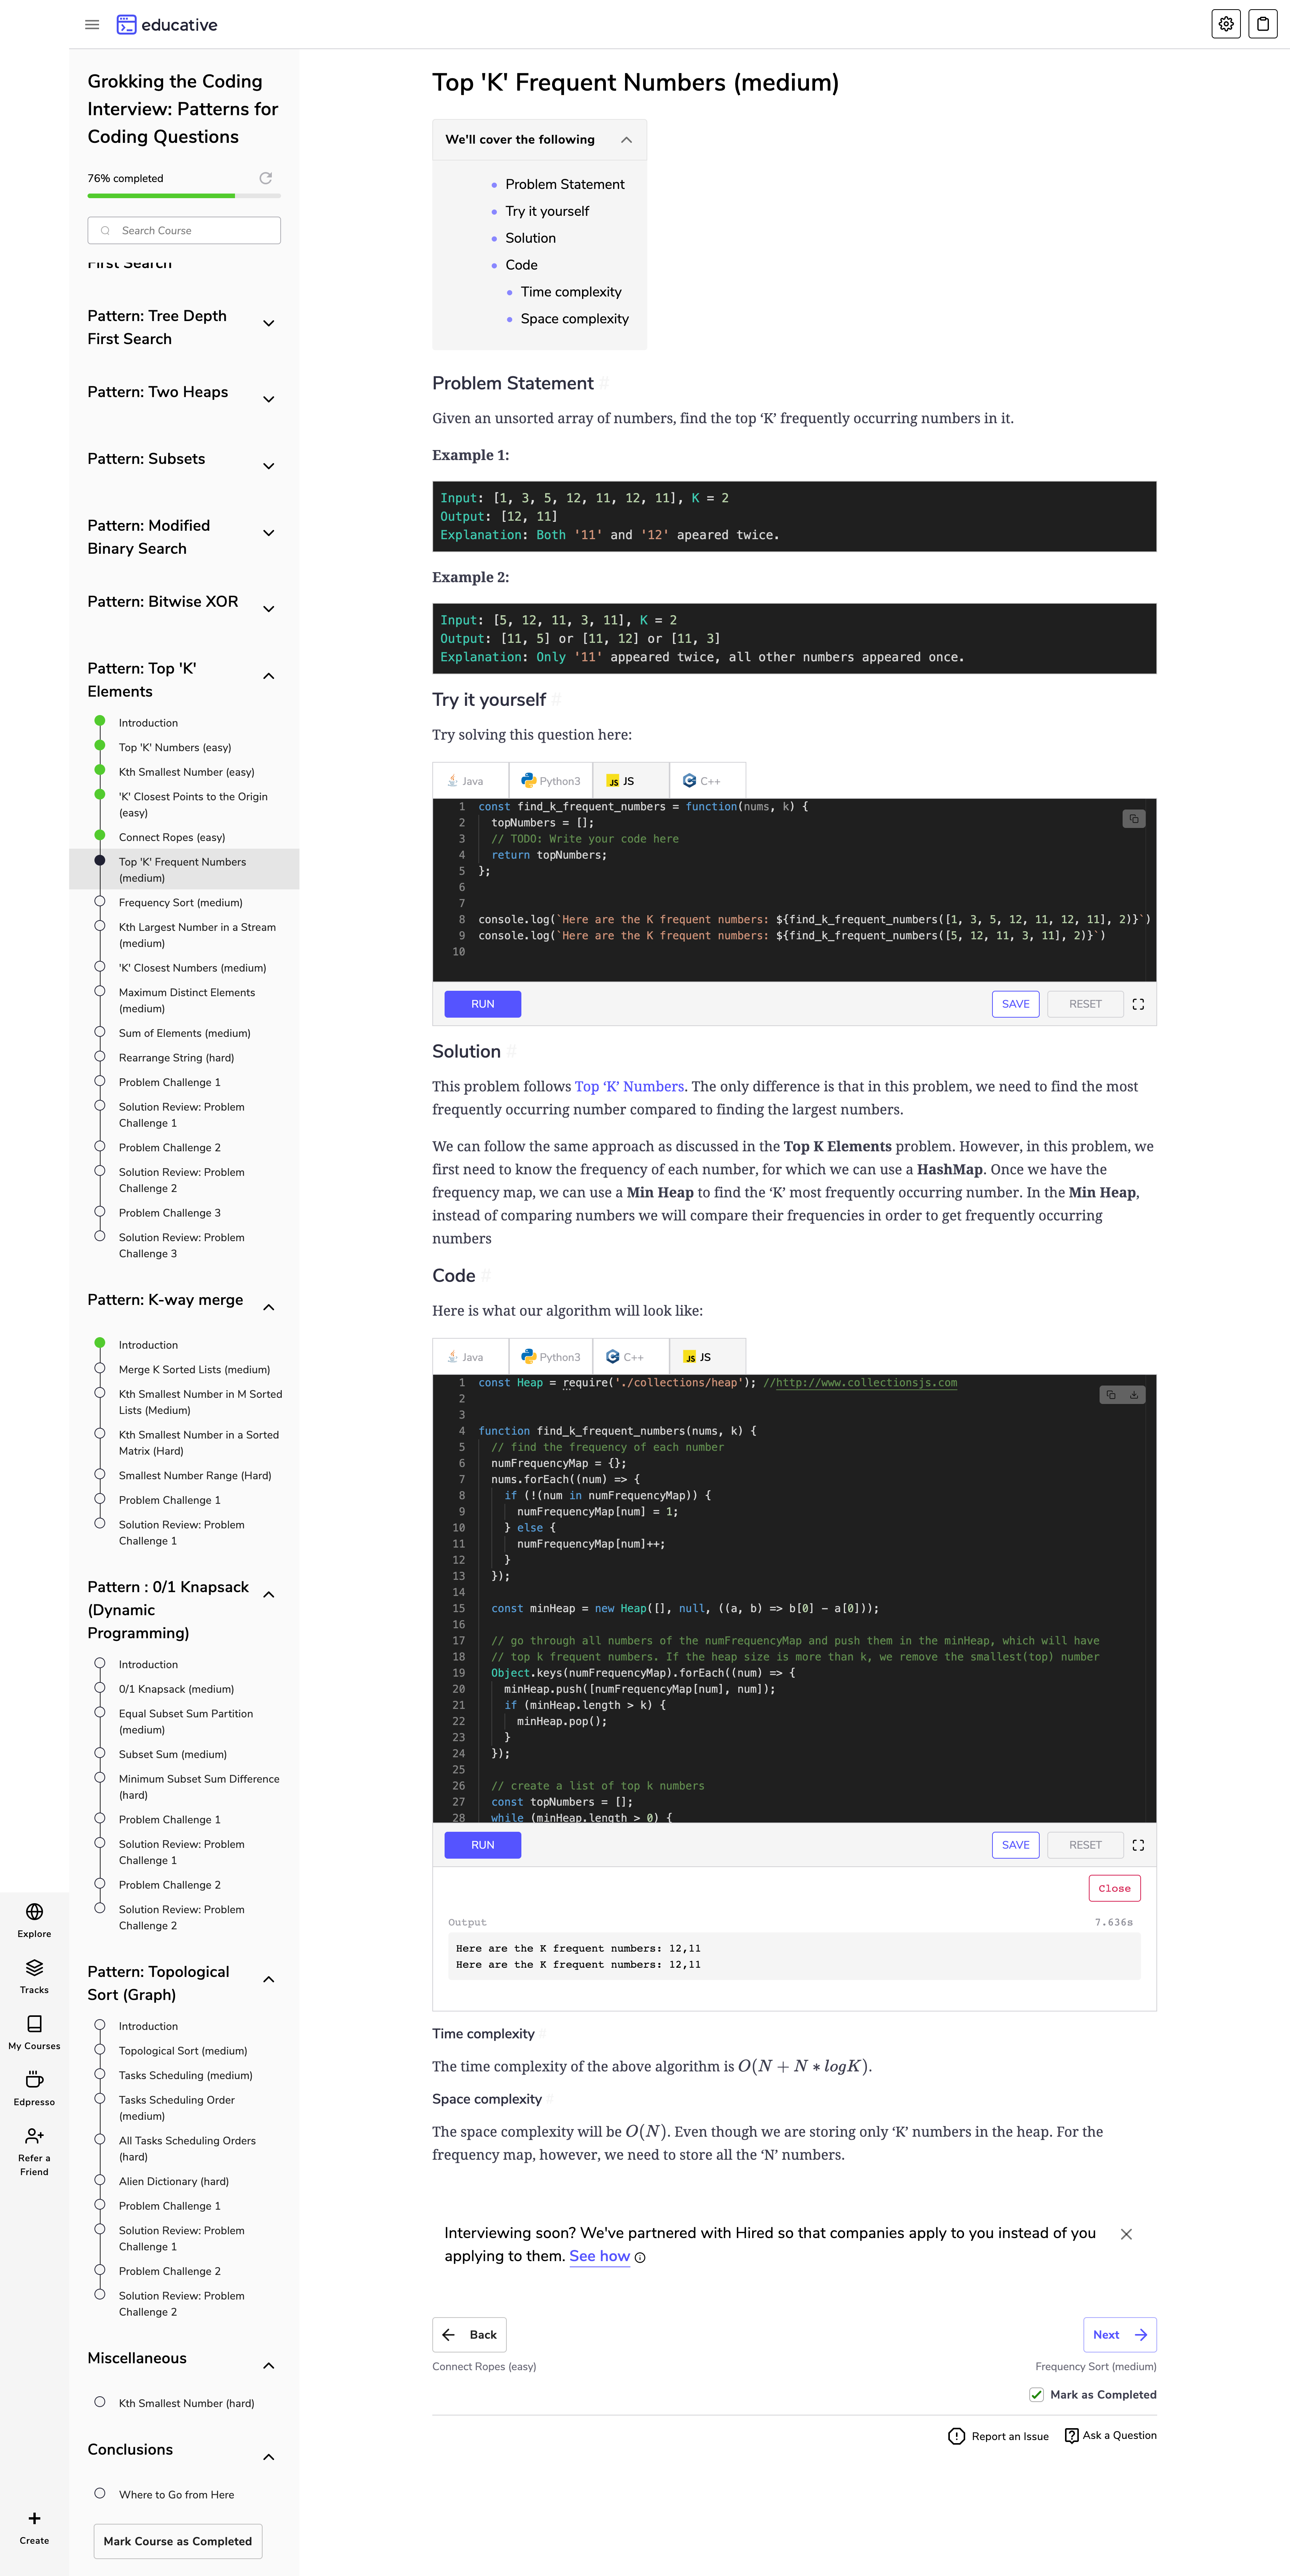 educative
Grokking the Coding
Interview: Patterns for
Coding Questions
76% completed
Search Course
First Search
Pattern: Tree Depth
First Search
Pattern: Two Heaps
Pattern: Subsets
Pattern: Modified
Binary Search
Pattern: Bitwise XOR
Pattern: Top 'K'
Elements
Introduction
Top 'K' Numbers (easy)
Kth Smallest Number (easy)
'K' Closest Points to the Origin
(easy)
Connect Ropes (easy)
Top 'K' Frequent Numbers
(medium)
Frequency Sort (medium)
Kth Largest Number in a Stream
(medium)
'K' Closest Numbers (medium)
Maximum Distinct Elements
(medium)
Sum of Elements (medium)
Rearrange String (hard)
Problem Challenge 1
Solution Review: Problem
Challenge 1
Problem Challenge 2
Solution Review: Problem
Challenge 2
Problem Challenge 3
Solution Review: Problem
Challenge 3
Pattern: K-way merge
Introduction
Merge K Sorted Lists (medium)
Kth Smallest Number in M Sorted
Lists (Medium)
Kth Smallest Number in a Sorted
Matrix (Hard)
Smallest Number Range (Hard)
Problem Challenge 1
Solution Review: Problem
Challenge 1
Pattern : 0/1 Knapsack
(Dynamic
Programming)
Introduction
0/1 Knapsack (medium)
Equal Subset Sum Partition
(medium)
Subset Sum (medium)
Minimum Subset Sum Difference
(hard)
Problem Challenge 1
Solution Review: Problem
Challenge 1
Problem Challenge 2
Solution Review: Problem
Challenge 2
Pattern: Topological
Sort (Graph)
Introduction
Topological Sort (medium)
Tasks Scheduling (medium)
Tasks Scheduling Order
(medium)
All Tasks Scheduling Orders
(hard)
Alien Dictionary (hard)
Problem Challenge 1
Solution Review: Problem
Challenge 1
Problem Challenge 2
Solution Review: Problem
Challenge 2
Miscellaneous
Kth Smallest Number (hard)
Conclusions
Where to Go from Here
Mark Course as Completed
Explore
Tracks
My Courses
Edpresso
Refer a
Friend
Create
Top 'K' Frequent Numbers (medium)
We'll cover the following
Problem Statement
Try it yourself
Solution
Code
Time complexity
Space complexity
Problem Statement #
Given an unsorted array of numbers, find the top ‘K’ frequently occurring numbers in it.
Example 1:
Input: [1, 3, 5, 12, 11, 12, 11], K = 2
Output: [12, 11]
Explanation: Both '11' and '12' apeared twice.
Example 2:
Input: [5, 12, 11, 3, 11], K = 2
Output: [11, 5] or [11, 12] or [11, 3]
Explanation: Only '11' appeared twice, all other numbers appeared once.
Try it yourself #
Try solving this question here:
Java Python3 JS C++
1 const find_k_frequent_numbers = function(nums, k) {
2 topNumbers = [];
3 // TODO: Write your code here
4 return topNumbers;
5 };
6
7
8 console.log(`Here are the K frequent numbers: ${find_k_frequent_numbers([1, 3, 5, 12, 11, 12, 11], 2)}`)
9 console.log(`Here are the K frequent numbers: ${find_k_frequent_numbers([5, 12, 11, 3, 11], 2)}`)
10
RUN SAVE RESET
Solution #
This problem follows Top ‘K’ Numbers. The only difference is that in this problem, we need to find the most
frequently occurring number compared to finding the largest numbers.
We can follow the same approach as discussed in the Top K Elements problem. However, in this problem, we
first need to know the frequency of each number, for which we can use a HashMap. Once we have the
frequency map, we can use a Min Heap to find the ‘K’ most frequently occurring number. In the Min Heap,
instead of comparing numbers we will compare their frequencies in order to get frequently occurring
numbers
Code #
Here is what our algorithm will look like:
Java Python3 C++ JS
1 const Heap = require('./collections/heap'); //http://www.collectionsjs.com
2
3
4 function find_k_frequent_numbers(nums, k) {
5 // find the frequency of each number
6 numFrequencyMap = {};
7 nums.forEach((num) => {
8 if (!(num in numFrequencyMap)) {
9 numFrequencyMap[num] = 1;
10 } else {
11 numFrequencyMap[num]++;
12 }
13 });
14
15 const minHeap = new Heap([], null, ((a, b) => b[0] - a[0]));
16
17 // go through all numbers of the numFrequencyMap and push them in the minHeap, which will have
18 // top k frequent numbers. If the heap size is more than k, we remove the smallest(top) number
19 Object.keys(numFrequencyMap).forEach((num) => {
20 minHeap.push([numFrequencyMap[num], num]);
21 if (minHeap.length > k) {
22 minHeap.pop();
23 }
24 });
25
26 // create a list of top k numbers
27 const topNumbers = [];
28 while (minHeap.length > 0) {
RUN SAVE RESET
Close
Output 7.636s
Here are the K frequent numbers: 12,11
Here are the K frequent numbers: 12,11
Time complexity #
The time complexity of the above algorithm is O(N + N ∗ logK).
Space complexity #
The space complexity will be O(N). Even though we are storing only ‘K’ numbers in the heap. For the
frequency map, however, we need to store all the ‘N’ numbers.
Interviewing soon? We've partnered with Hired so that companies apply to you instead of you
applying to them. See how
Back Next
Connect Ropes (easy) Frequency Sort (medium)
Mark as Completed
Report an Issue Ask a Question